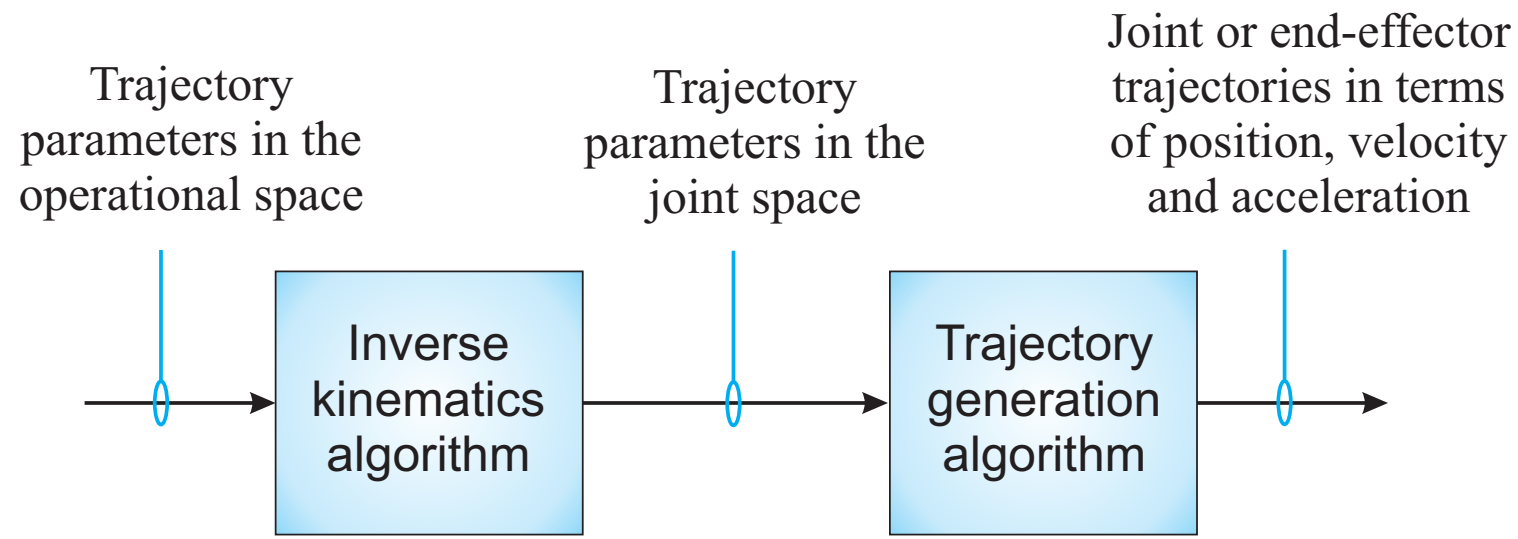 Trajectory
parameters in the
operational space
Trajectory
parameters in the
joint space
Joint or end-effector
trajectories in terms
of position, velocity
and acceleration
Inverse
kinematics
algorithm
Trajectory
generation
algorithm